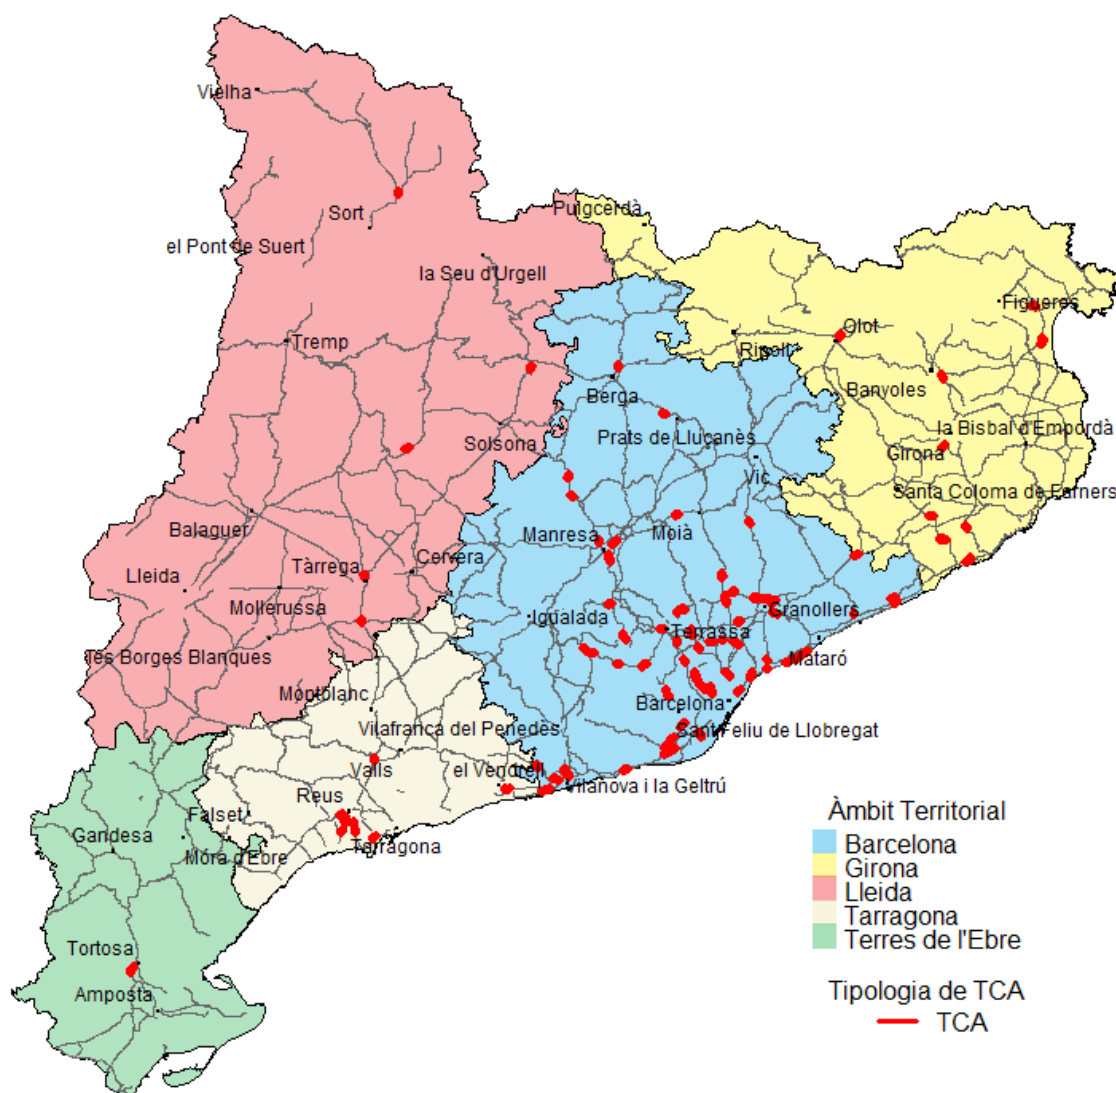 Vielha
Sort
Puigcerdà
el Pont de Suert
la Seu d'Urgell
Figueres
Olot
Tremp
Ripoll
Banyoles
Berga
la Bisbal d'Empordà
Prats de Lluçanès
Solsona
Girona
Vic
Santa Coloma de Farners
Balaguer
Manresa
Moià
Cervera
Tàrrega
Lleida
Mollerussa
Igualada
Granollers
Terrassa
les Borges Blanques
Mataró
Montblanc
Barcelona
Vilafranca del Penedès
Sant Feliu de Llobregat
Valls
el Vendrell
Vilanova i la Geltrú
Reus
Falset
Gandesa
Móra d'Ebre
Tarragona
Tortosa
Amposta
Àmbit Territorial
Barcelona
Girona
Lleida
Tarragona
Terres de l'Ebre
Tipologia de TCA
TCA